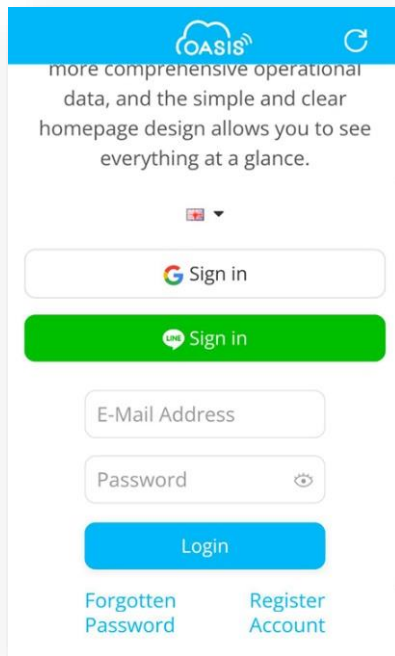 OASIS
more comprehensive operational
data, and the simple and clear
homepage design allows you to see
everything at a glance.
G Sign in
LINE Sign in
E-Mail Address
Password
Login
Forgotten
Password
Register
Account